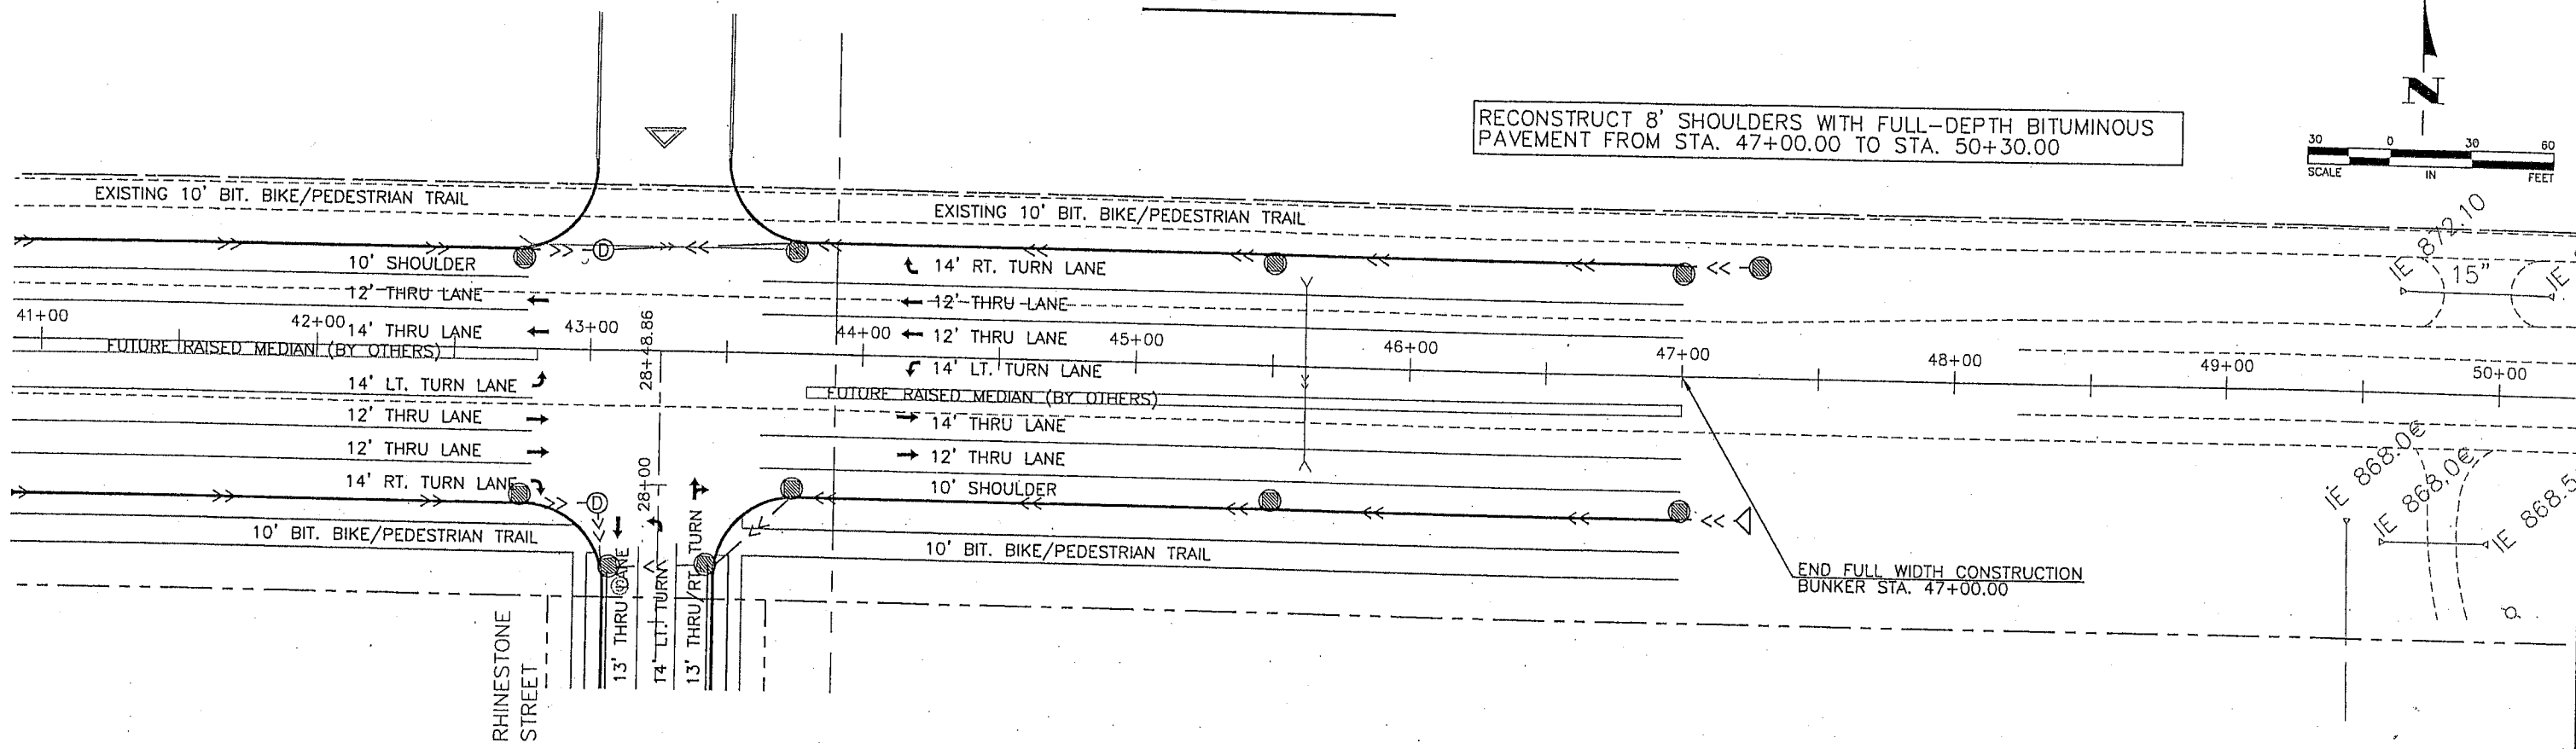 RECONSTRUCT 8' SHOULDERS WITH FULL-DEPTH BITUMINOUS
PAVEMENT FROM STA. 47+00.00 TO STA. 50+30.00
N
30 0 30 60
SCALE IN FEET
EXISTING 10' BIT. BIKE/PEDESTRIAN TRAIL
EXISTING 10' BIT. BIKE/PEDESTRIAN TRAIL
D
10' SHOULDER
14' RT. TURN LANE
IE 872.10
15"
IE
12' THRU LANE
12' THRU LANE
41+00
42+00
14' THRU LANE
43+00
28+48.86
44+00
12' THRU LANE
45+00
46+00
47+00
48+00
49+00
50+00
FUTURE RAISED MEDIAN (BY OTHERS)
14' LT. TURN LANE
14' LT. TURN LANE
FUTURE RAISED MEDIAN (BY OTHERS)
12' THRU LANE
14' THRU LANE
12' THRU LANE
12' THRU LANE
14' RT. TURN LANE
28+00
10' SHOULDER
IE 868.0
IE 868.0
IE 868.5
D
10' BIT. BIKE/PEDESTRIAN TRAIL
10' BIT. BIKE/PEDESTRIAN TRAIL
END FULL WIDTH CONSTRUCTION
BUNKER STA. 47+00.00
RHINESTONE
STREET
13' THRU LANE
14' LT. TURN
13' THRU/RT. TURN